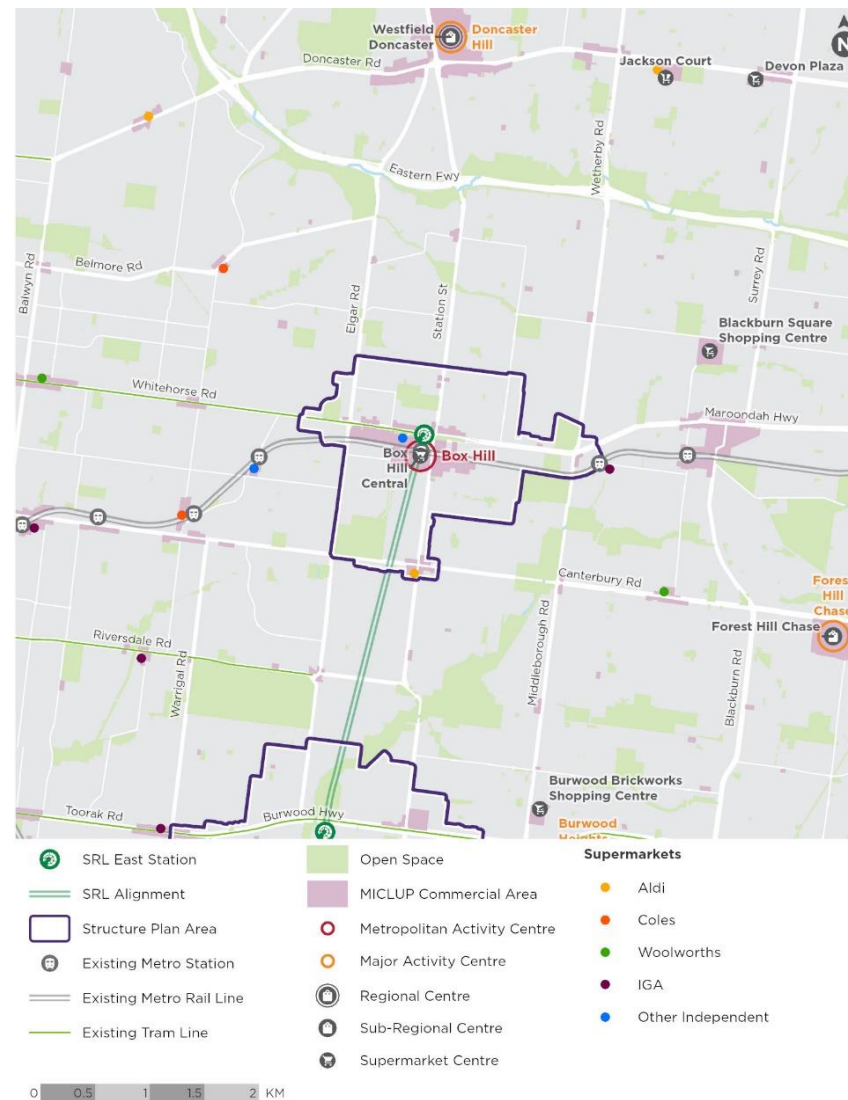 Westfield
Doncaster
Doncaster
Hill
N
Doncaster Rd
Jackson Court
Devon Plaza
Wetherby Rd
Eastern Fwy
Balwyn Rd
Belmore Rd
Elgar Rd
Station St
Surrey Rd
Blackburn Square
Shopping Centre
Whitehorse Rd
Maroondah Hwy
Box
Hill
Central
Box Hill
Canterbury Rd
Forest
Hill
Chase
Forest Hill Chase
Riversdale Rd
Warrigal Rd
Middleborough Rd
Blackburn Rd
Burwood Brickworks
Shopping Centre
Toorak Rd
Burwood Hwy
Burwood
Heights
SRL East Station
SRL Alignment
Structure Plan Area
Existing Metro Station
Existing Metro Rail Line
Existing Tram Line
Open Space
MICLUP Commercial Area
Metropolitan Activity Centre
Major Activity Centre
Regional Centre
Sub-Regional Centre
Supermarket Centre
Supermarkets
Aldi
Coles
Woolworths
IGA
Other Independent
0 0.5 1 1.5 2 KM